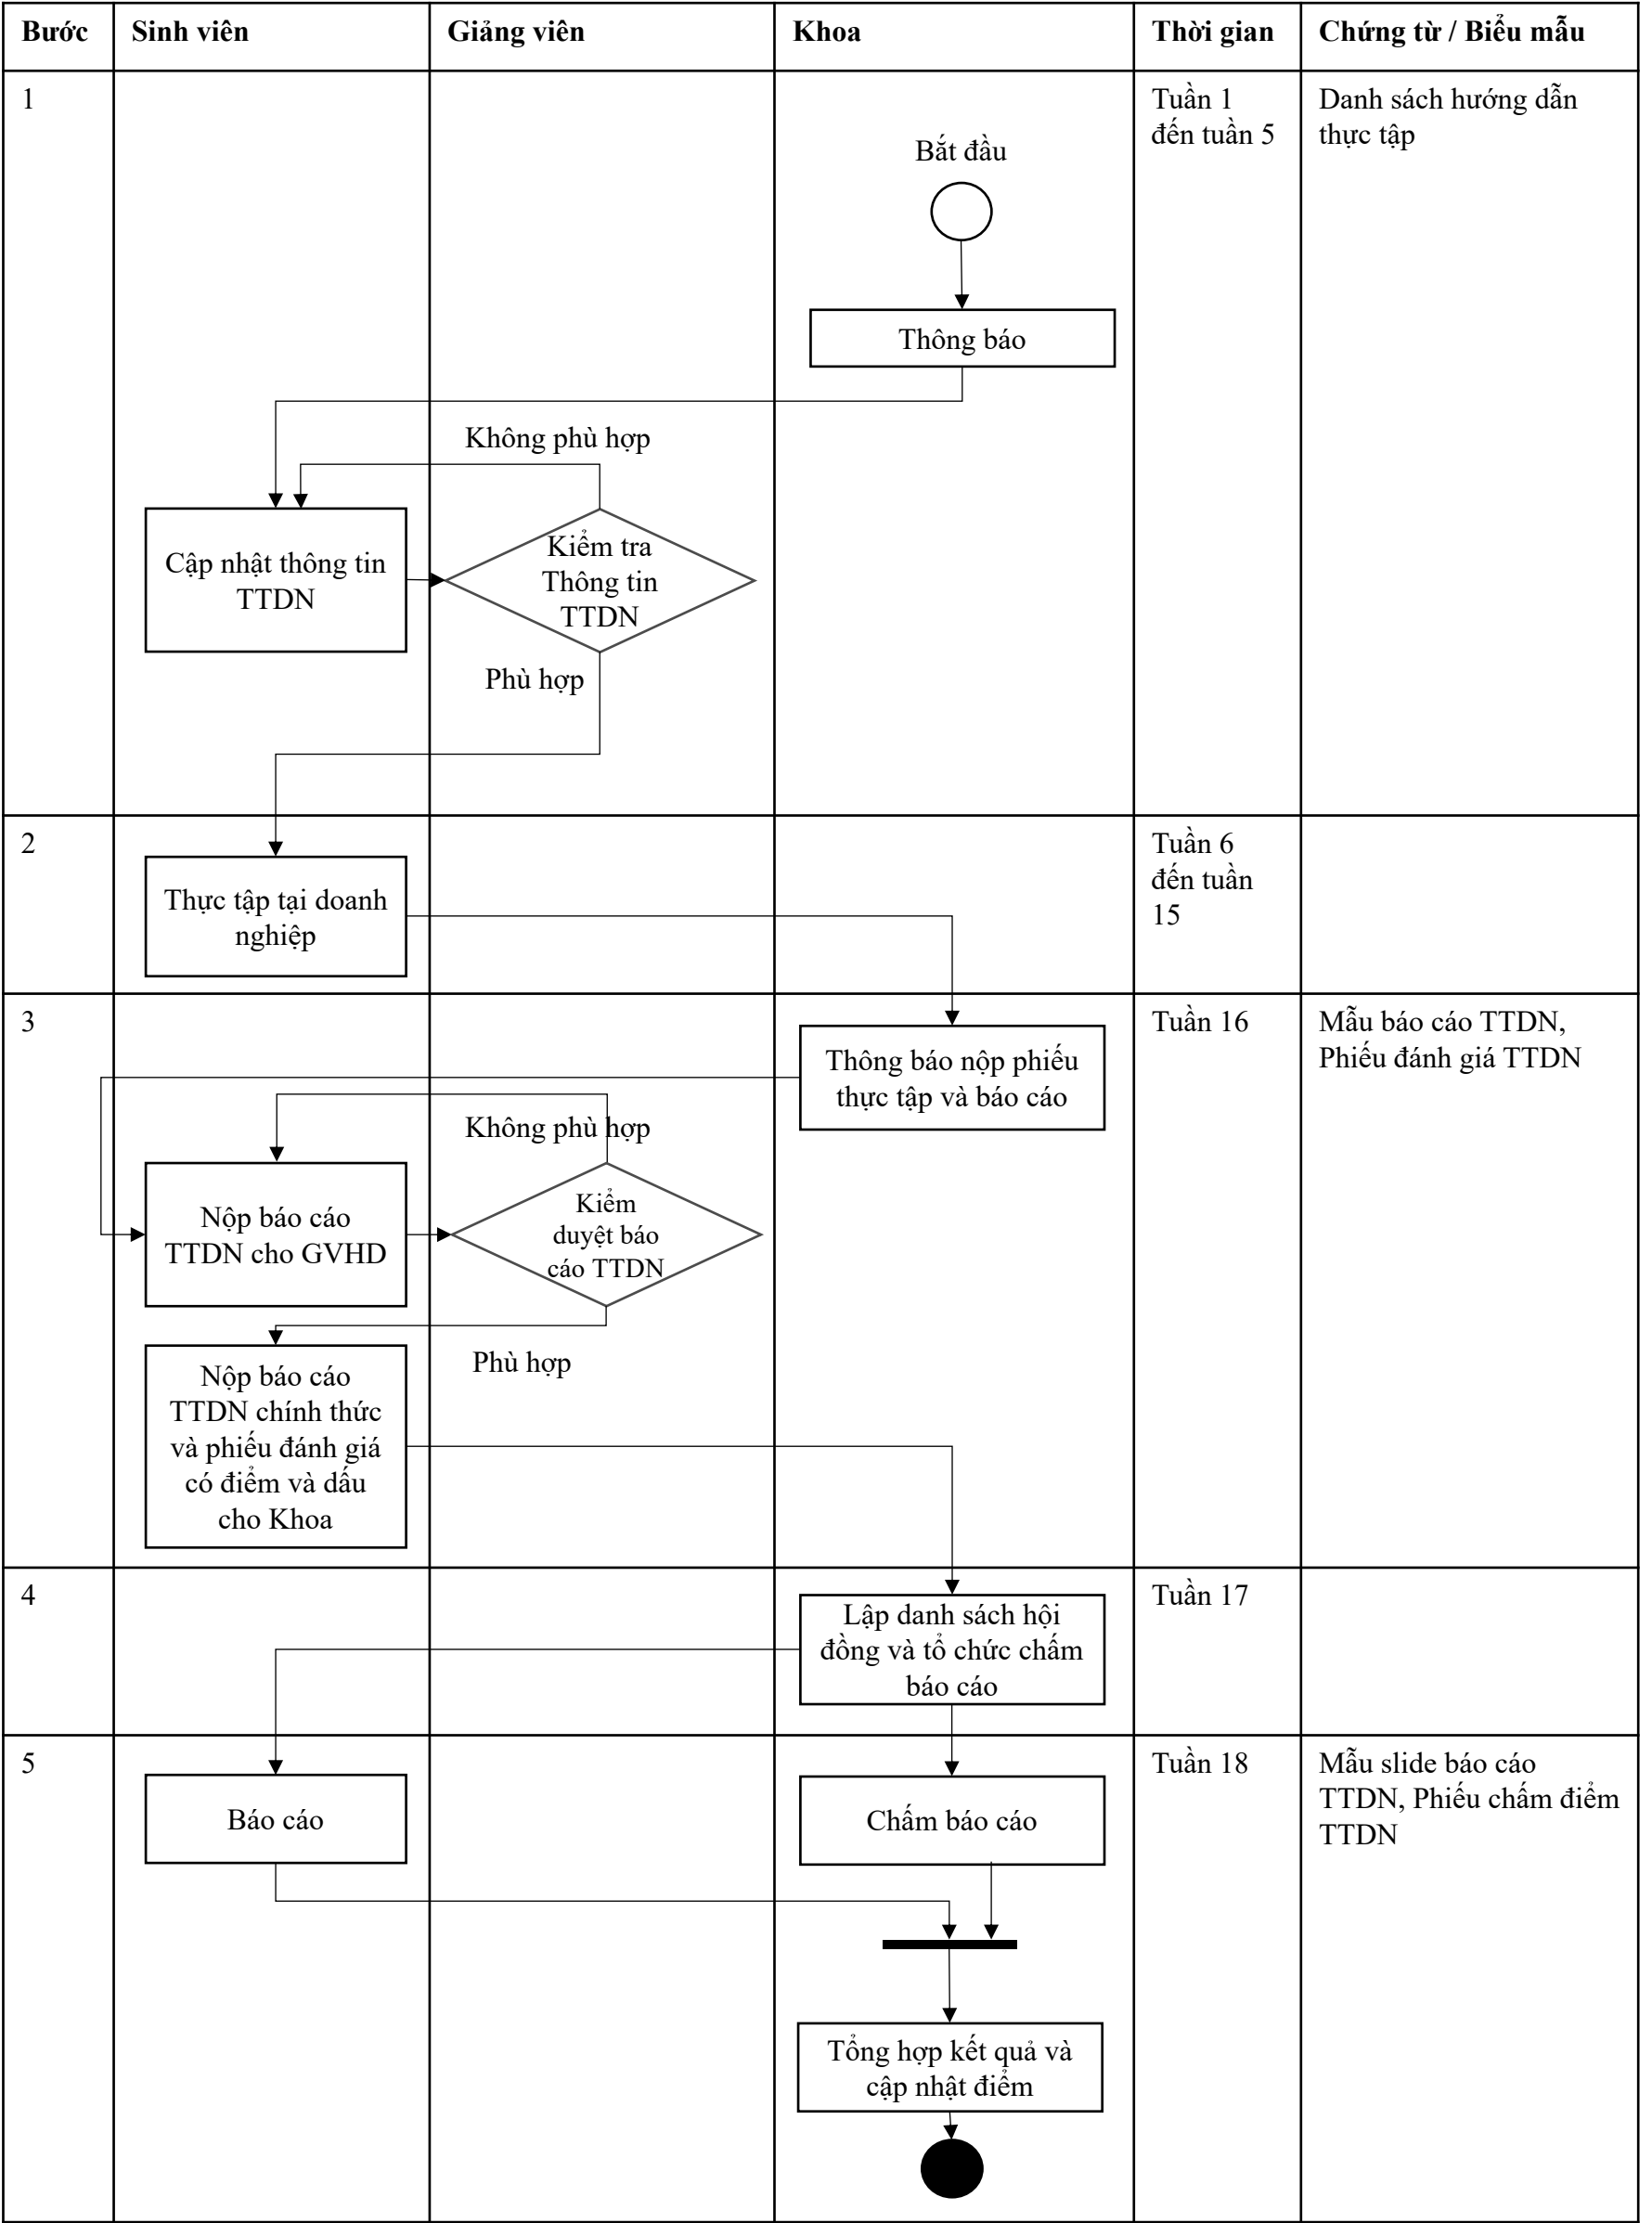 Bước
Sinh viên
Giảng viên
Khoa
Thời gian
Chứng từ / Biểu mẫu
1
Tuần 1
đến tuần 5
Danh sách hướng dẫn
thực tập
Bắt đầu
Thông báo
Không phù hợp
Cập nhật thông tin
TTDN
Kiểm tra
Thông tin
TTDN
Phù hợp
2
Tuần 6
đến tuần
15
Thực tập tại doanh
nghiệp
3
Tuần 16
Mẫu báo cáo TTDN,
Phiếu đánh giá TTDN
Thông báo nộp phiếu
thực tập và báo cáo
Không phù hợp
Nộp báo cáo
TTDN cho GVHD
Kiểm
duyệt báo
cáo TTDN
Phù hợp
Nộp báo cáo
TTDN chính thức
và phiếu đánh giá
có điểm và dấu
cho Khoa
4
Tuần 17
Lập danh sách hội
đồng và tổ chức chấm
báo cáo
5
Tuần 18
Mẫu slide báo cáo
TTDN, Phiếu chấm điểm
TTDN
Báo cáo
Chấm báo cáo
Tổng hợp kết quả và
cập nhật điểm